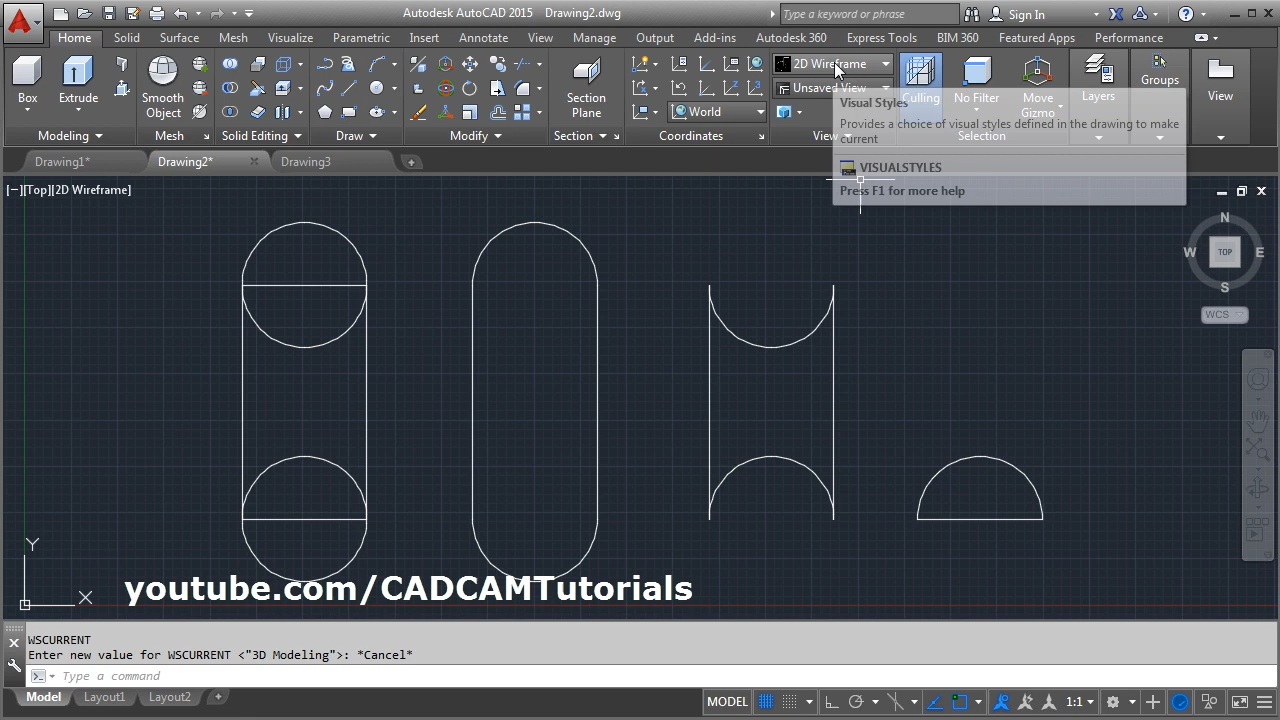 Autodesk AutoCAD 2015 Drawing2.dwg
Type a keyword or phrase
Sign In
Home Solid Surface Mesh Visualize Parametric Insert Annotate View Manage Output Add-ins Autodesk 360 Express Tools BIM 360 Featured Apps Performance
Box
Extrude
Smooth
Object
Section
Plane
World
2D Wireframe
Unsaved View
Culling
No Filter
Move
Gizmo
Layers
Groups
View
Modeling
Mesh
Solid Editing
Draw
Modify
Section
Coordinates
View
Selection
Visual Styles
Provides a choice of visual styles defined in the drawing to make
current
VISUALSTYLES
Press F1 for more help
Drawing1*
Drawing2*
Drawing3
[−][Top][2D Wireframe]
N
W
TOP
E
S
WCS
Y
X
youtube.com/CADCAMTutorials
WSCURRENT
Enter new value for WSCURRENT <"3D Modeling">: *Cancel*
Type a command
Model Layout1 Layout2
MODEL
1:1